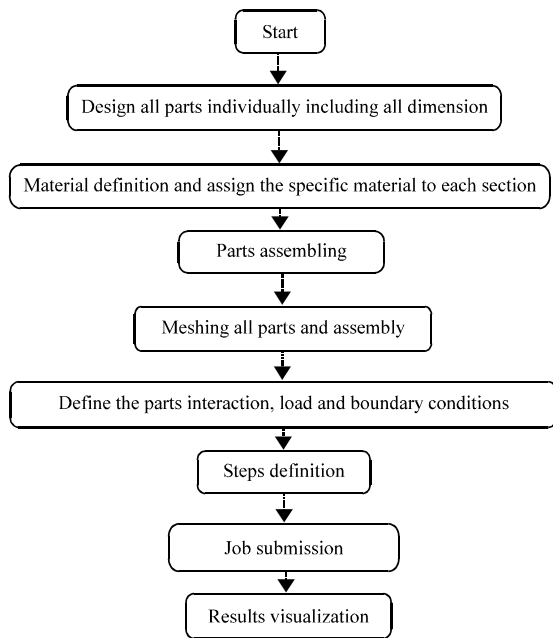 Start
Design all parts individually including all dimension
Material definition and assign the specific material to each section
Parts assembling
Meshing all parts and assembly
Define the parts interaction, load and boundary conditions
Steps definition
Job submission
Results visualization